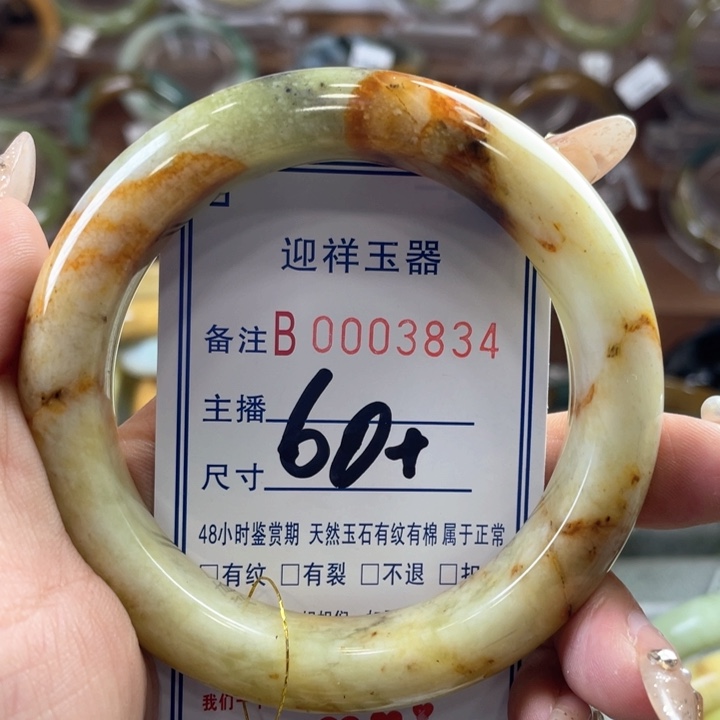 迎祥玉器
备注B 0003834
主播
60+
尺寸
48小时鉴赏期 天然玉石有纹有棉 属于正常
□有纹 □有裂 □不退
我们一